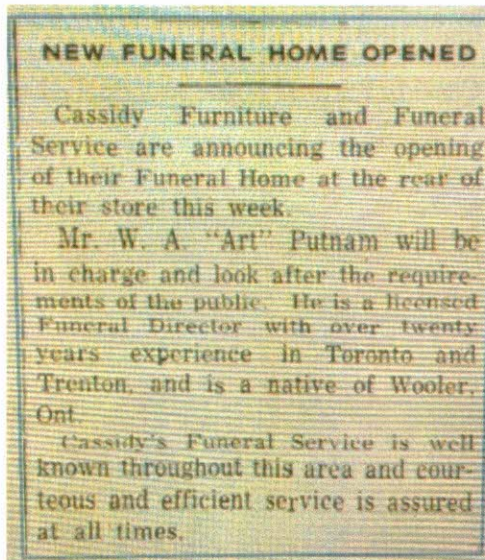 NEW FUNERAL HOME OPENED
Cassidy Furniture and Funeral
Service are announcing the opening
of their Funeral Home at the rear of
their store this week.
Mr. W. A. "Art" Putnam will be
in charge and look after the require-
ments of the public. He is a licensed
Funeral Director with over twenty
years experience in Toronto and
Trenton, and is a native of Wooler,
Ont.
Cassidy's Funeral Service is well
known throughout this area and cour-
teous and efficient service is assured
at all times.